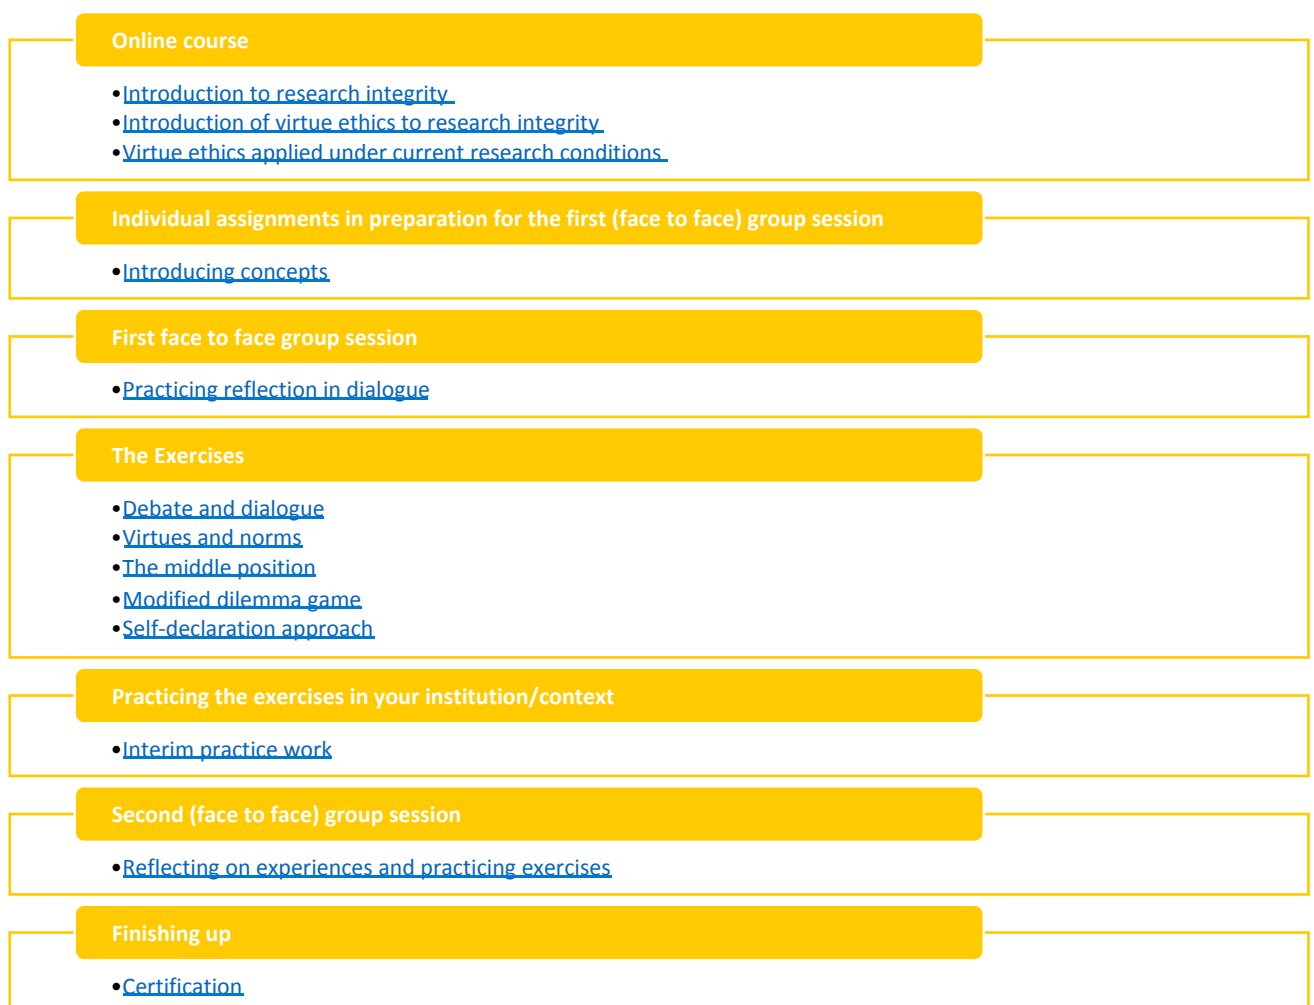 Online course
•Introduction to research integrity
•Introduction of virtue ethics to research integrity
•Virtue ethics applied under current research conditions
Individual assignments in preparation for the first (face to face) group session
•Introducing concepts
First face to face group session
•Practicing reflection in dialogue
The Exercises
•Debate and dialogue
•Virtues and norms
•The middle position
•Modified dilemma game
•Self-declaration approach
Practicing the exercises in your institution/context
•Interim practice work
Second (face to face) group session
•Reflecting on experiences and practicing exercises
Finishing up
•Certification